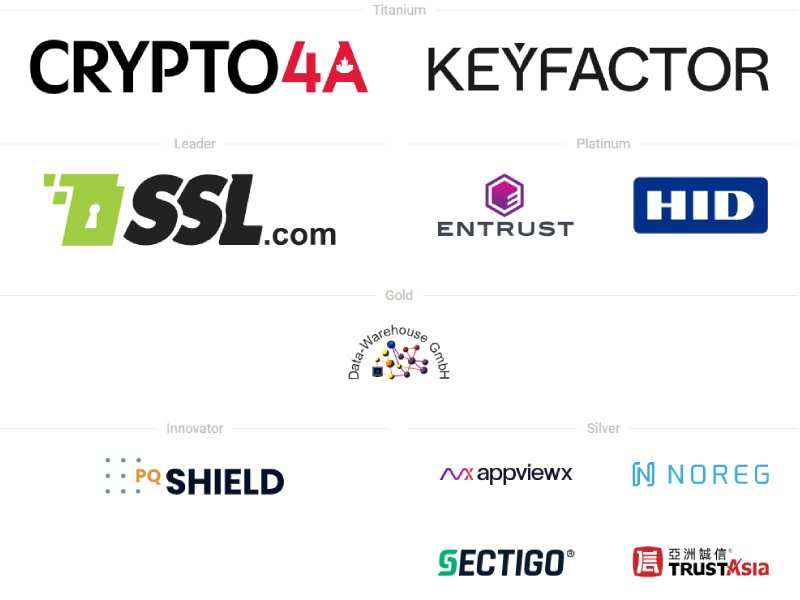 Titanium
CRYPTO4A
KEYFACTOR
Leader
Platinum
SSL.com
ENTRUST
HID
Gold
Data-Warehouse GmbH
Innovator
Silver
PQ SHIELD
appviewx
NOREG
SECTIGO®
亞洲誠信®
TRUSTAsia